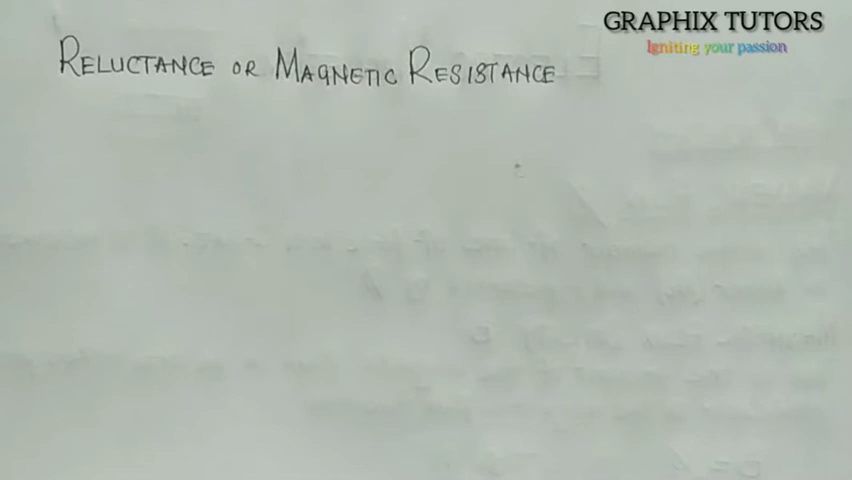 GRAPHIX TUTORS
Igniting your passion
RELUCTANCE OR MAGNETIC RESISTANCE